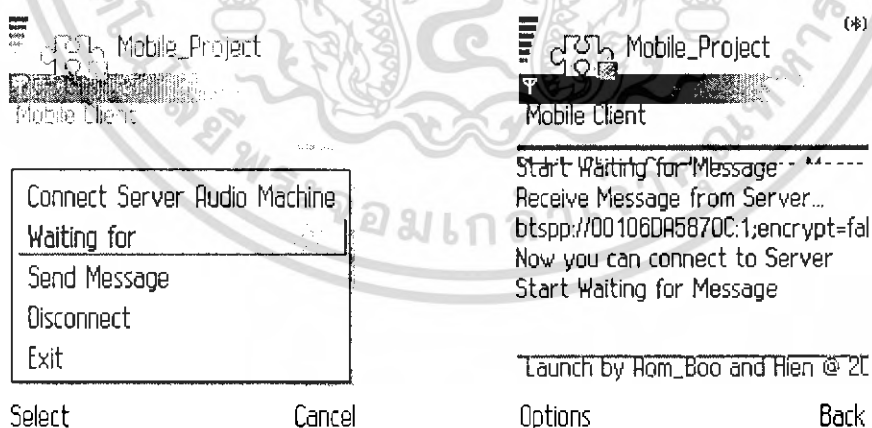 Mobile_Project
Mobile Client
Connect Server Audio Machine
Waiting for
Send Message
Disconnect
Exit
Select
Cancel
Mobile_Project
Mobile Client
Start Waiting for Message
Receive Message from Server...
btspp://00106DA5870C:1;encrypt=fal
Now you can connect to Server
Start Waiting for Message
Launch by Aom_Boo and Hien @ 20
Options
Back